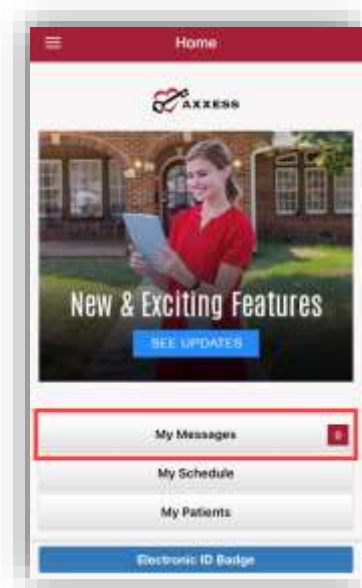 Home
AXXESS
New & Exciting Features
SEE UPDATES
My Messages
My Schedule
My Patients
Electronic ID Badge